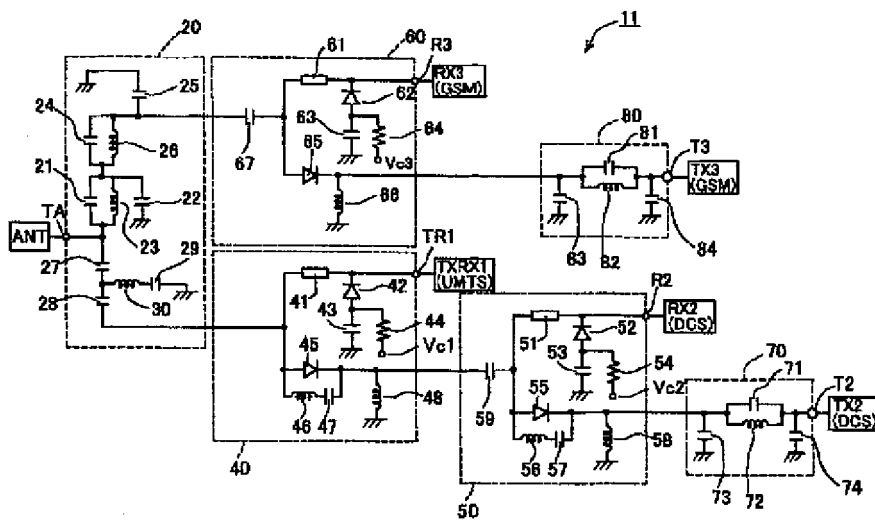 11
20
60
61
R3
RX3
(GSM)
25
24
26
62
63
64
Vc3
67
65
66
80
81
T3
TX3
(GSM)
63
82
84
21
22
23
TA
ANT
27
29
28
30
TR1
TXRX1
(UMTS)
41
42
43
44
Vc1
45
46
47
48
40
R2
RX2
(DCS)
51
52
53
54
Vc2
59
55
56
57
58
50
70
71
T2
TX2
(DCS)
73
72
74